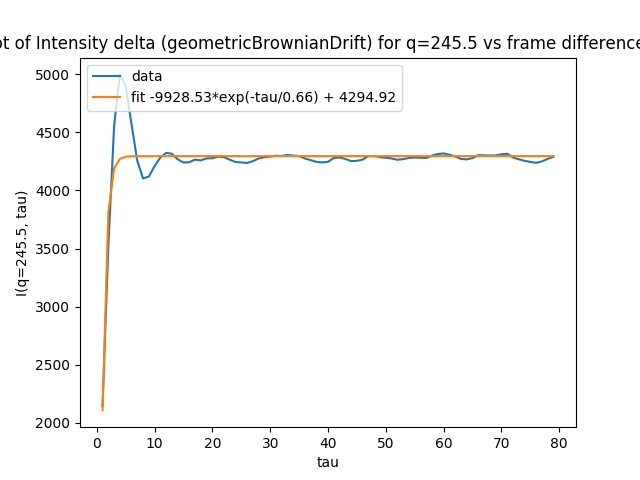 ot of Intensity delta (geometricBrownianDrift) for q=245.5 vs frame difference
data
fit -9928.53*exp(-tau/0.66) + 4294.92
5000
4500
4000
3500
3000
2500
2000
I(q=245.5, tau)
0 10 20 30 40 50 60 70 80
tau